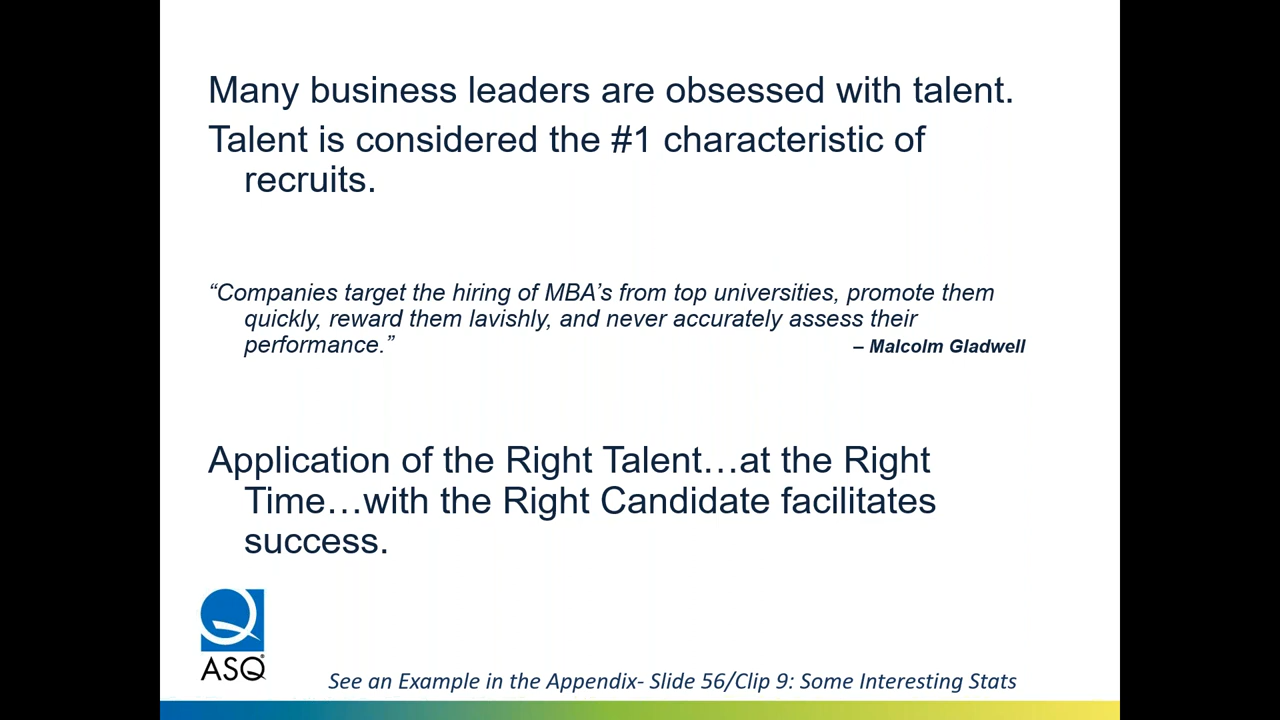 Many business leaders are obsessed with talent.
Talent is considered the #1 characteristic of
recruits.
“Companies target the hiring of MBA’s from top universities, promote them
quickly, reward them lavishly, and never accurately assess their
performance.”
– Malcolm Gladwell
Application of the Right Talent…at the Right
Time…with the Right Candidate facilitates
success.
ASQ
See an Example in the Appendix- Slide 56/Clip 9: Some Interesting Stats